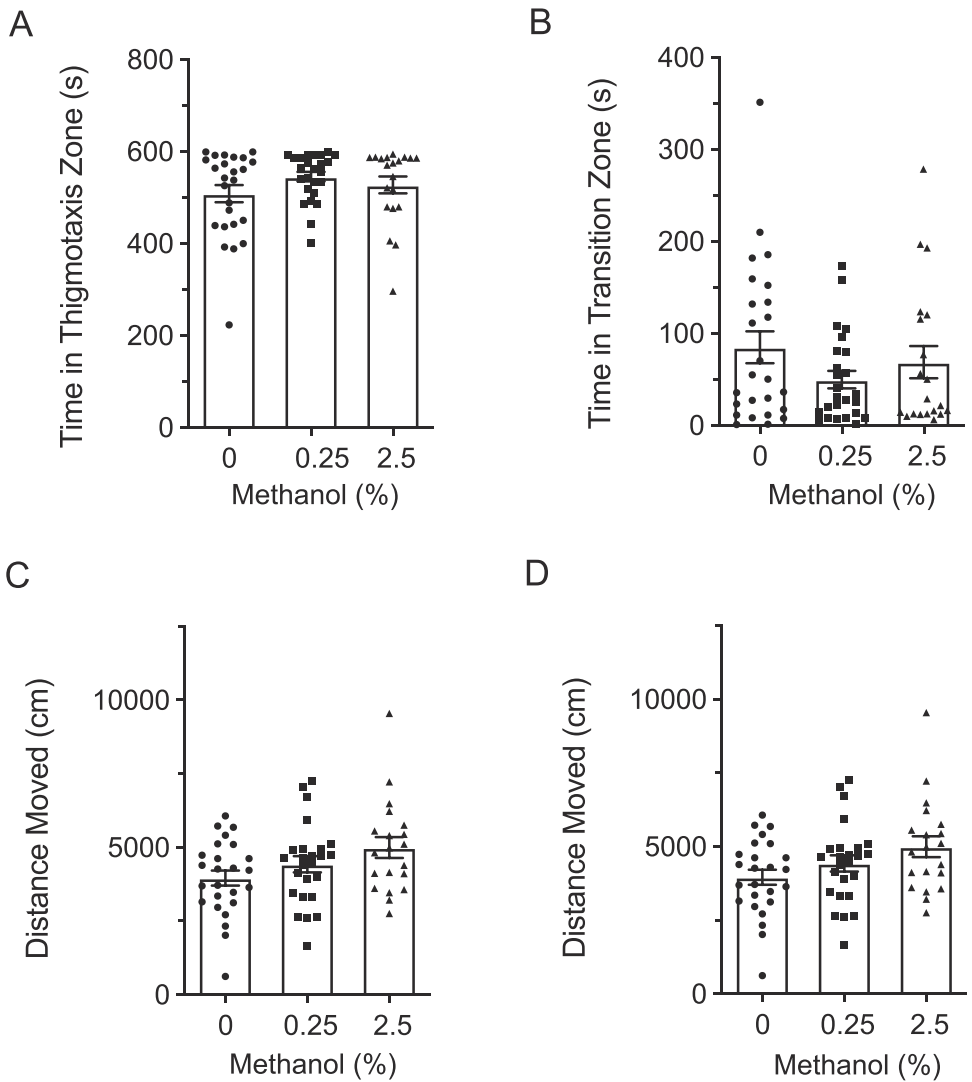 A
Time in Thigmotaxis Zone (s)
800
600
400
200
0
0 0.25 2.5
Methanol (%)
B
Time in Transition Zone (s)
400
300
200
100
0
0 0.25 2.5
Methanol (%)
C
Distance Moved (cm)
10000
5000
0
0 0.25 2.5
Methanol (%)
D
Distance Moved (cm)
10000
5000
0
0 0.25 2.5
Methanol (%)